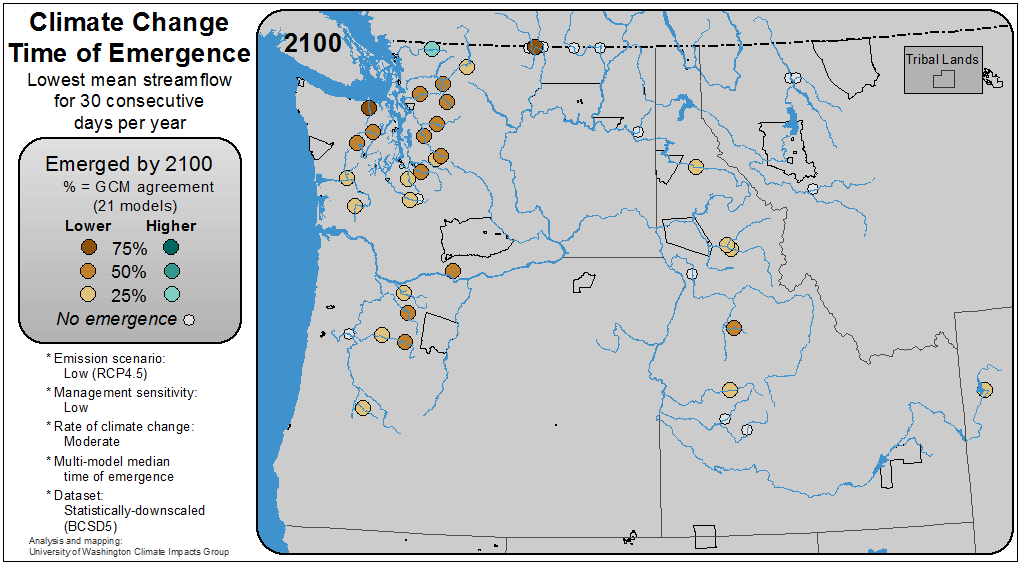 Climate Change
Time of Emergence
Lowest mean streamflow
for 30 consecutive
days per year
Emerged by 2100
% = GCM agreement
(21 models)
Lower Higher
75%
50%
25%
No emergence
* Emission scenario:
Low (RCP4.5)
* Management sensitivity:
Low
* Rate of climate change:
Moderate
* Multi-model median
time of emergence
* Dataset:
Statistically-downscaled
(BCSD5)
Analysis and mapping:
University of Washington Climate Impacts Group
2100
Tribal Lands